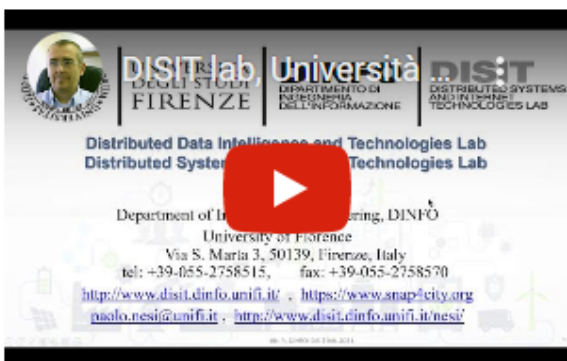 DISIT lab, Università ...
DEGLI STUDI
FIRENZE
DIPARTIMENTO DI
INGEGNERIA
DELL'INFORMAZIONE
DISIT
DISTRIBUTED SYSTEMS
AND INTERNET
TECHNOLOGIES LAB
Distributed Data Intelligence and Technologies Lab
Distributed System Technologies Lab
Department of In ering, DINFO
University of Florence
Via S. Marta 3, 50139, Firenze, Italy
tel: +39-055-2758515, fax: +39-055-2758570
http://www.disit.dinfo.unifi.it/ , https://www.snap4city.org
paolo.nesi@unifi.it , http://www.disit.dinfo.unifi.it/nesi/